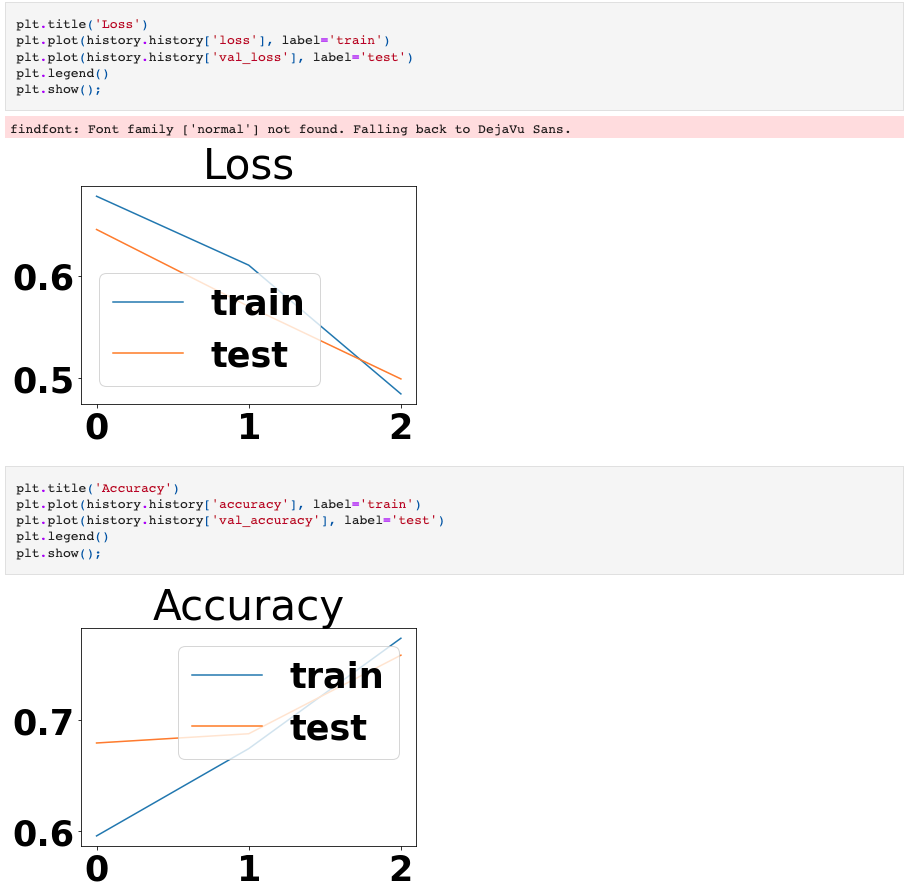 plt.title('Loss')
plt.plot(history.history['loss'], label='train')
plt.plot(history.history['val_loss'], label='test')
plt.legend()
plt.show();
findfont: Font family ['normal'] not found. Falling back to DejaVu Sans.
Loss
0.6
train
test
0.5
0 1 2
plt.title('Accuracy')
plt.plot(history.history['accuracy'], label='train')
plt.plot(history.history['val_accuracy'], label='test')
plt.legend()
plt.show();
Accuracy
train
0.7
test
0.6
0 1 2